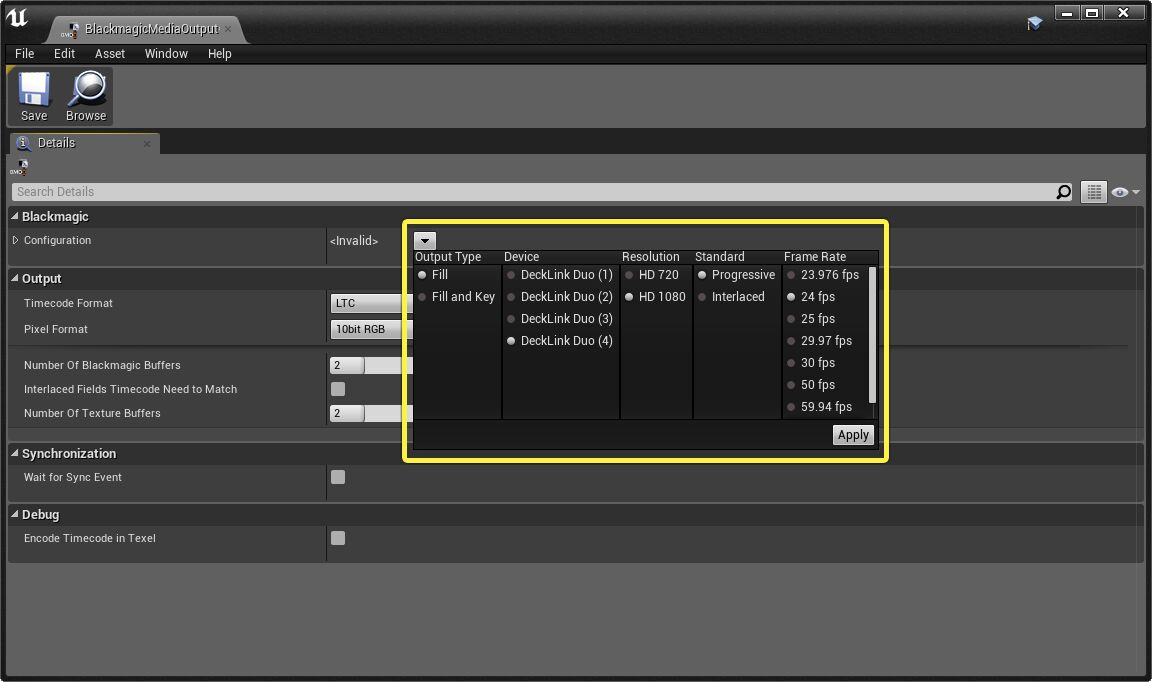 BlackmagicMediaOutput
File Edit Asset Window Help
Save Browse
Details
Search Details
Blackmagic
Configuration <Invalid>
Output Type Device Resolution Standard Frame Rate
Fill DeckLink Duo (1) HD 720 Progressive 23.976 fps
Fill and Key DeckLink Duo (2) HD 1080 Interlaced 24 fps
DeckLink Duo (3) 25 fps
DeckLink Duo (4) 29.97 fps
30 fps
50 fps
59.94 fps
Apply
Output
Timecode Format LTC
Pixel Format 10bit RGB
Number Of Blackmagic Buffers 2
Interlaced Fields Timecode Need to Match
Number Of Texture Buffers 2
Synchronization
Wait for Sync Event
Debug
Encode Timecode in Texel